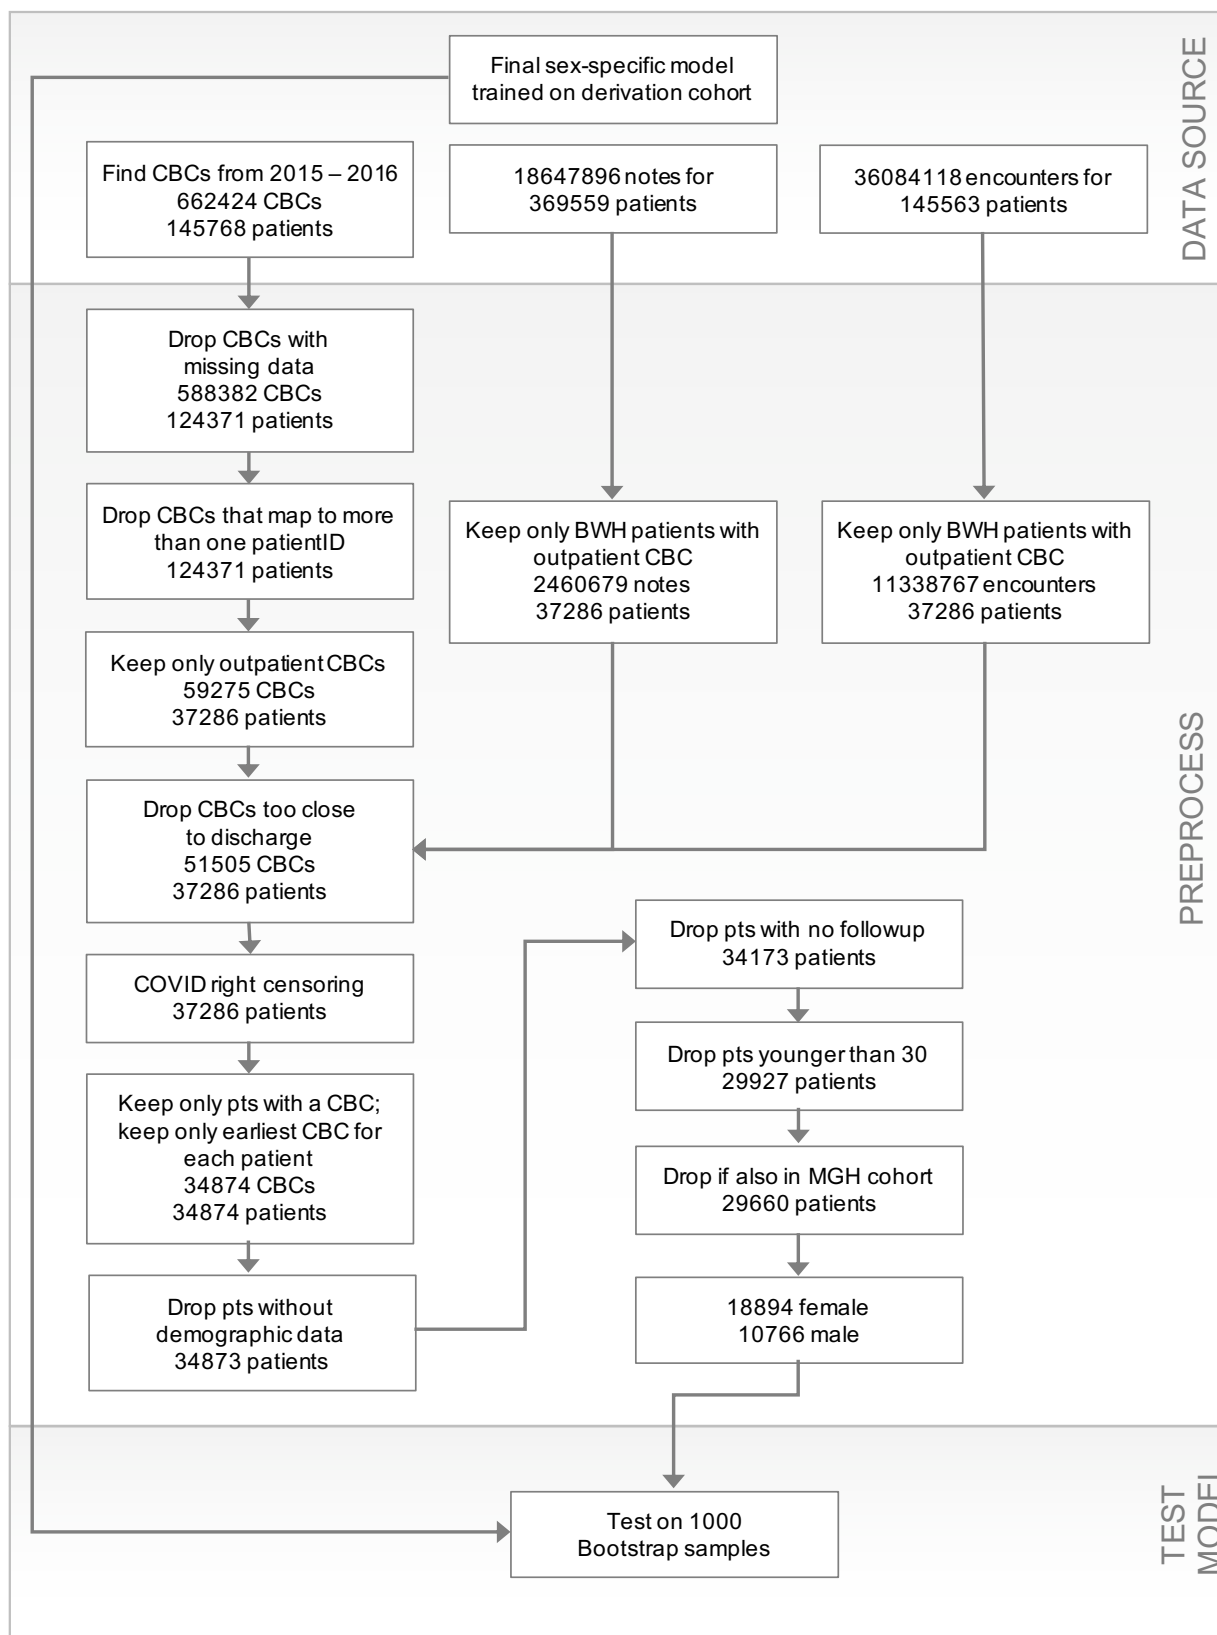 Final sex-specific model
trained on derivation cohort
Find CBCs from 2015 – 2016
662424 CBCs
145768 patients
18647896 notes for
369559 patients
36084118 encounters for
145563 patients
DATA SOURCE
Drop CBCs with
missing data
588382 CBCs
124371 patients
Drop CBCs that map to more
than one patientID
124371 patients
Keep only BWH patients with
outpatient CBC
2460679 notes
37286 patients
Keep only BWH patients with
outpatient CBC
11338767 encounters
37286 patients
Keep only outpatient CBCs
59275 CBCs
37286 patients
Drop CBCs too close
to discharge
51505 CBCs
37286 patients
COVID right censoring
37286 patients
Keep only pts with a CBC;
keep only earliest CBC for
each patient
34874 CBCs
34874 patients
Drop pts without
demographic data
34873 patients
Drop pts with no followup
34173 patients
Drop pts younger than 30
29927 patients
Drop if also in MGH cohort
29660 patients
18894 female
10766 male
PREPROCESS
Test on 1000
Bootstrap samples
TEST
MODEL